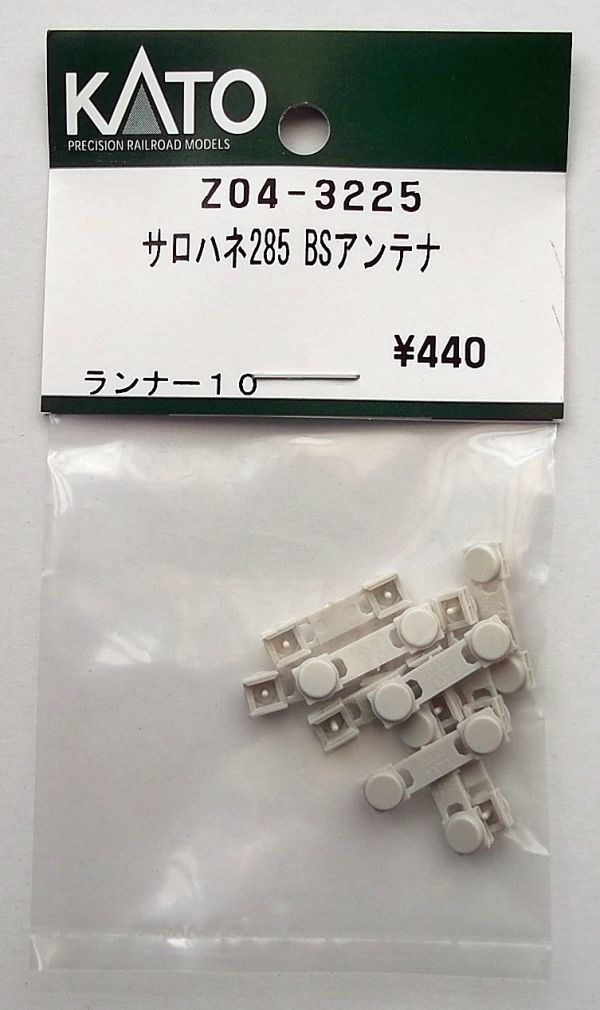 KATO
PRECISION RAILROAD MODELS
Z04-3225
サロハネ285 BSアンテナ
¥440
ランナー10